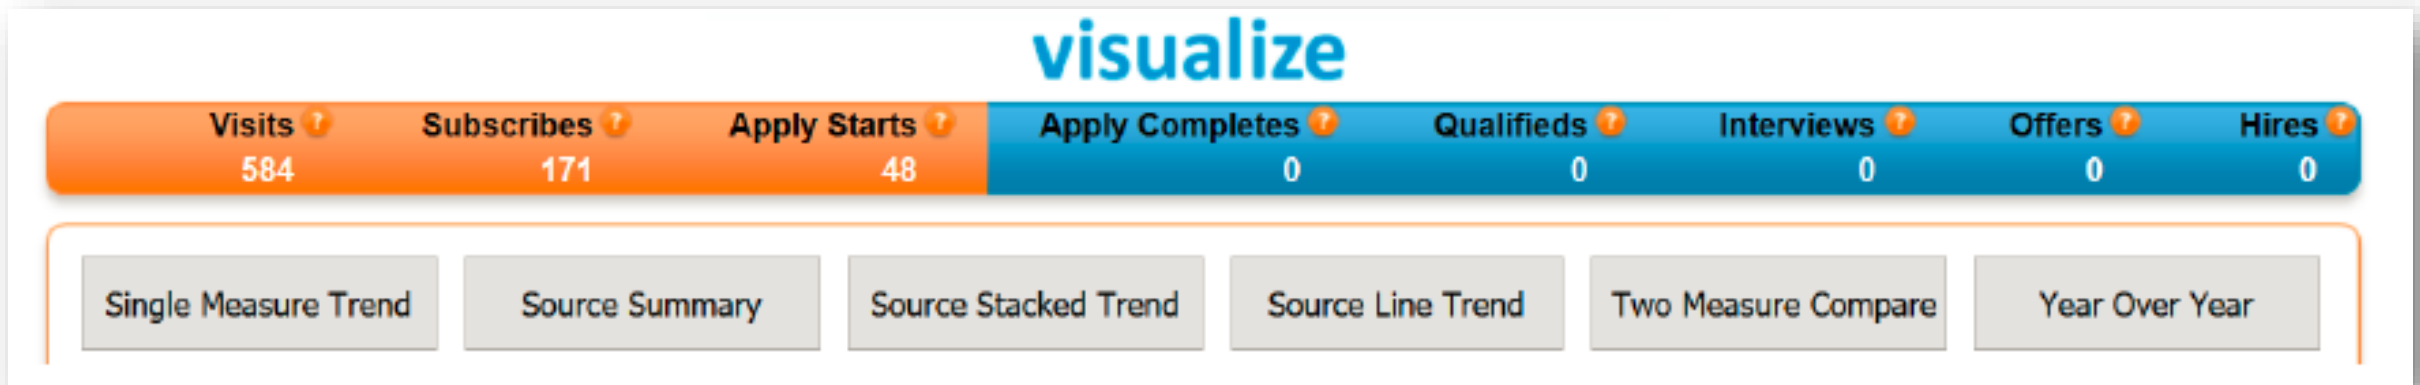 visualize
Visits ? Subscribes ? Apply Starts ? Apply Completes ? Qualifieds ? Interviews ? Offers ? Hires ?
584 171 48 0 0 0 0 0
Single Measure Trend Source Summary Source Stacked Trend Source Line Trend Two Measure Compare Year Over Year